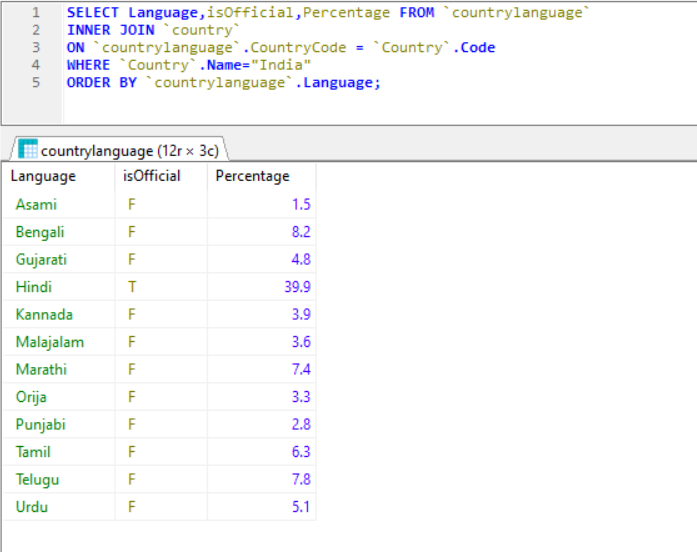 1 SELECT Language,isOfficial,Percentage FROM `countrylanguage`
2 INNER JOIN `country`
3 ON `countrylanguage`.CountryCode = `Country`.Code
4 WHERE `Country`.Name="India"
5 ORDER BY `countrylanguage`.Language;
countrylanguage (12r × 3c)
Language isOfficial Percentage
Asami F 1.5
Bengali F 8.2
Gujarati F 4.8
Hindi T 39.9
Kannada F 3.9
Malajalam F 3.6
Marathi F 7.4
Orija F 3.3
Punjabi F 2.8
Tamil F 6.3
Telugu F 7.8
Urdu F 5.1